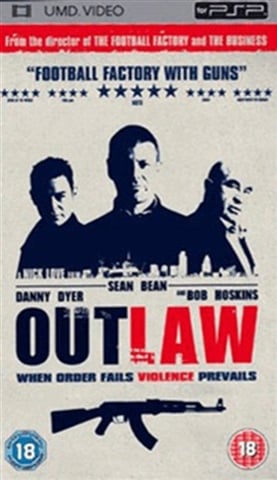 UMD. VIDEO PSP
From the director of THE FOOTBALL FACTORY and THE BUSINESS
"FOOTBALL FACTORY WITH GUNS"
A NICK LOVE
SEAN BEAN
DANNY DYER AND BOB HOSKINS
OUTLAW
WHEN ORDER FAILS VIOLENCE PREVAILS
18 18